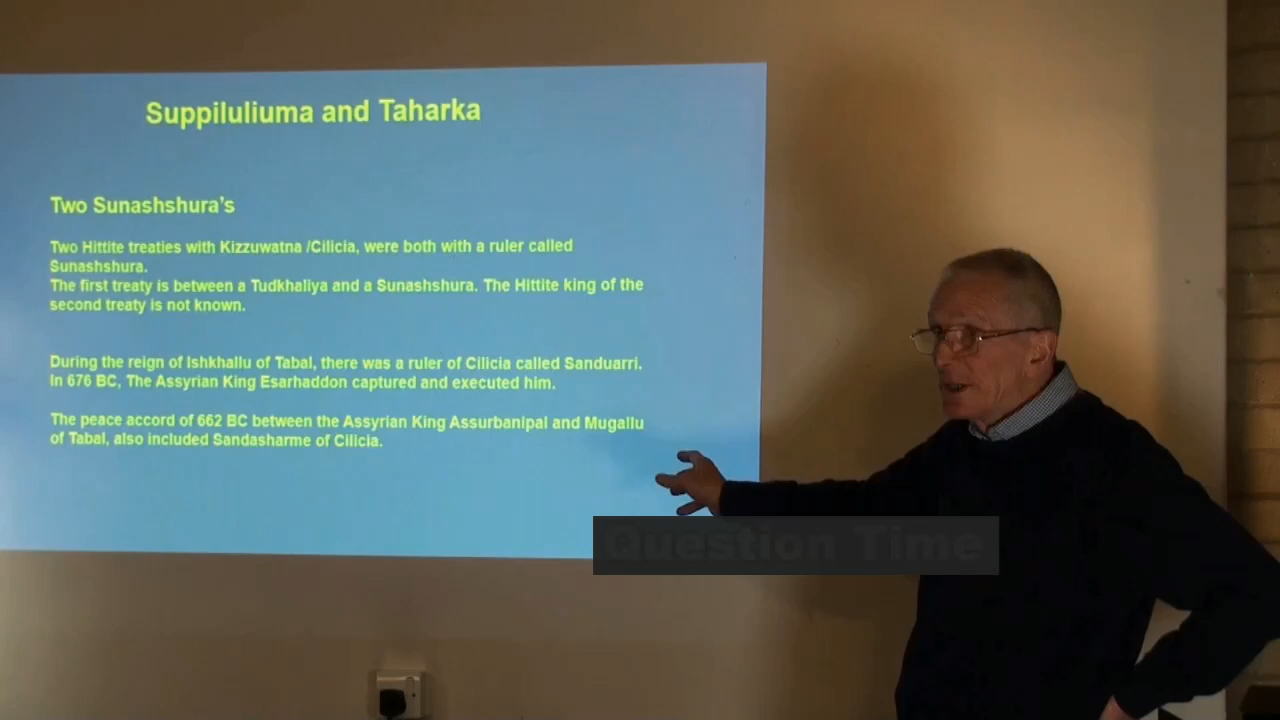 Suppiluliuma and Taharka
Two Sunashshura's
Two Hittite treaties with Kizzuwatna /Cilicia, were both with a ruler called
Sunashshura.
The first treaty is between a Tudkhaliya and a Sunashshura. The Hittite king of the
second treaty is not known.
During the reign of Ishkhallu of Tabal, there was a ruler of Cilicia called Sanduarri.
In 676 BC, The Assyrian King Esarhaddon captured and executed him.
The peace accord of 662 BC between the Assyrian King Assurbanipal and Mugallu
of Tabal, also included Sandasharme of Cilicia.
Question Time